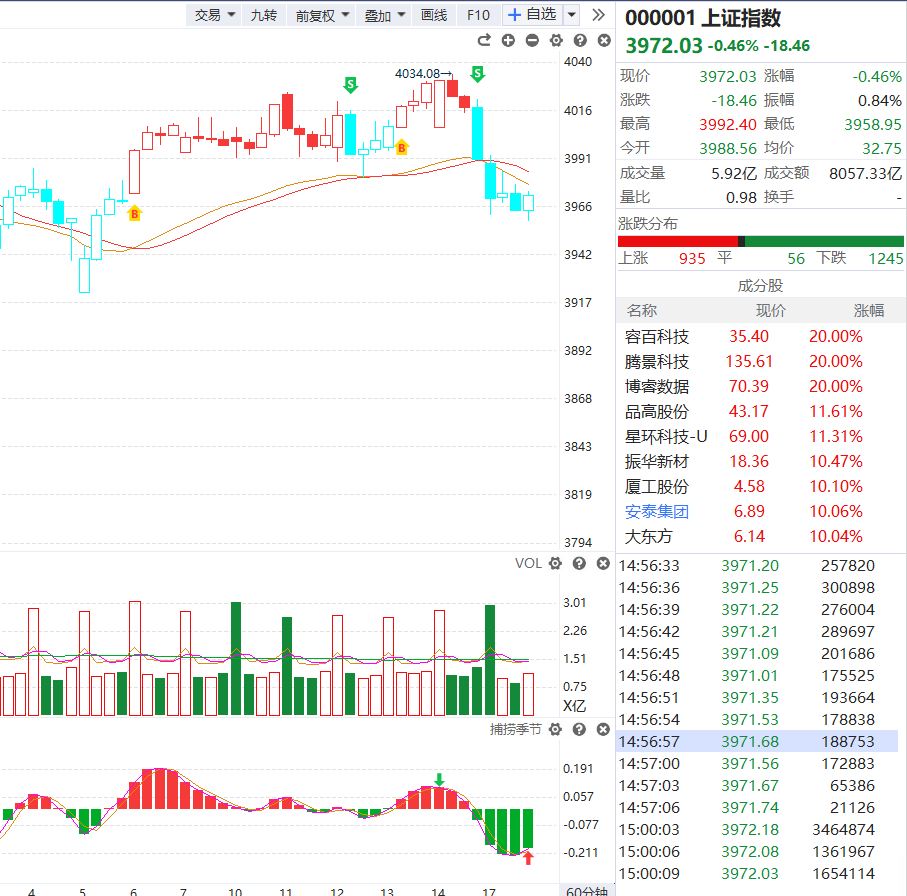 交易 九转 前复权 叠加 画线 F10 自选
4034.08→
S
S
B
B
4040
4016
3991
3966
3942
3917
3892
3868
3843
3819
3794
VOL
3.01
2.26
1.51
0.75
X亿
捕捞季节
0.191
0.057
-0.077
-0.211
4 5 6 7 10 11 12 13 14 17 60分钟
000001 上证指数
3972.03 -0.46% -18.46
现价 3972.03 涨幅 -0.46%
涨跌 -18.46 振幅 0.84%
最高 3992.40 最低 3958.95
今开 3988.56 均价 32.75
成交量 5.92亿 成交额 8057.33亿
量比 0.98 换手 -
涨跌分布
上涨 935 平 56 下跌 1245
成分股
名称 现价 涨幅
容百科技 35.40 20.00%
腾景科技 135.61 20.00%
博睿数据 70.39 20.00%
品高股份 43.17 11.61%
星环科技-U 69.00 11.31%
振华新材 18.36 10.47%
厦工股份 4.58 10.10%
安泰集团 6.89 10.06%
大东方 6.14 10.04%
14:56:33 3971.20 257820
14:56:36 3971.25 300898
14:56:39 3971.22 276004
14:56:42 3971.21 289697
14:56:45 3971.09 201686
14:56:48 3971.01 175525
14:56:51 3971.35 193664
14:56:54 3971.53 178838
14:56:57 3971.68 188753
14:57:00 3971.56 172883
14:57:03 3971.67 65386
14:57:06 3971.74 21126
15:00:03 3972.18 3464874
15:00:06 3972.08 1361967
15:00:09 3972.03 1654114